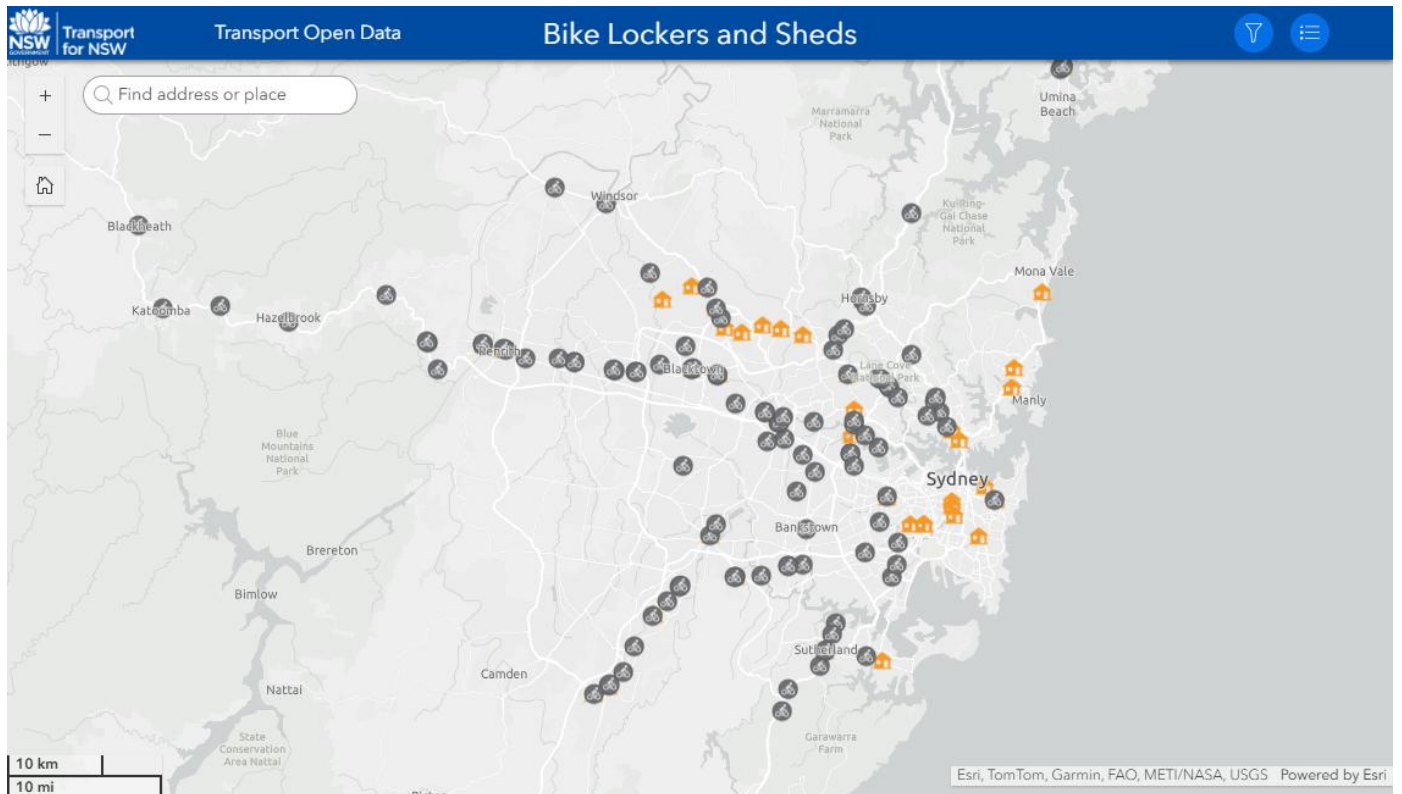 NSW
GOVERNMENT
Transport
for NSW
Transport Open Data
Bike Lockers and Sheds
+
Find address or place
−
Umina
Beach
Marramarra
National
Park
Windsor
Ku-Ring-
Gai Chase
National
Park
Blackheath
Mona Vale
Katoomba
Hazelbrook
Hornsby
Penrith
Blacktown
Lane Cove
National Park
Manly
Blue
Mountains
National
Park
Sydney
Bankstown
Brereton
Bimlow
Sutherland
Camden
Nattai
State
Conservation
Area Nattai
Garawarra
Farm
10 km
10 mi
Esri, TomTom, Garmin, FAO, METI/NASA, USGS Powered by Esri